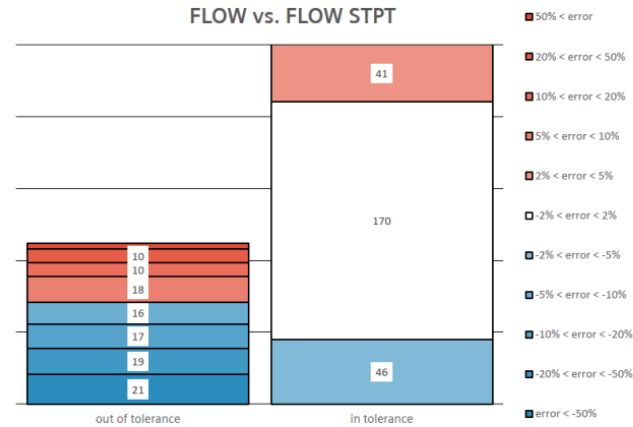 FLOW vs. FLOW STPT
50% < error
20% < error < 50%
10% < error < 20%
5% < error < 10%
2% < error < 5%
-2% < error < 2%
-2% < error < -5%
-5% < error < -10%
-10% < error < -20%
-20% < error < -50%
error < -50%
41
170
46
10
10
18
16
17
19
21
out of tolerance
in tolerance